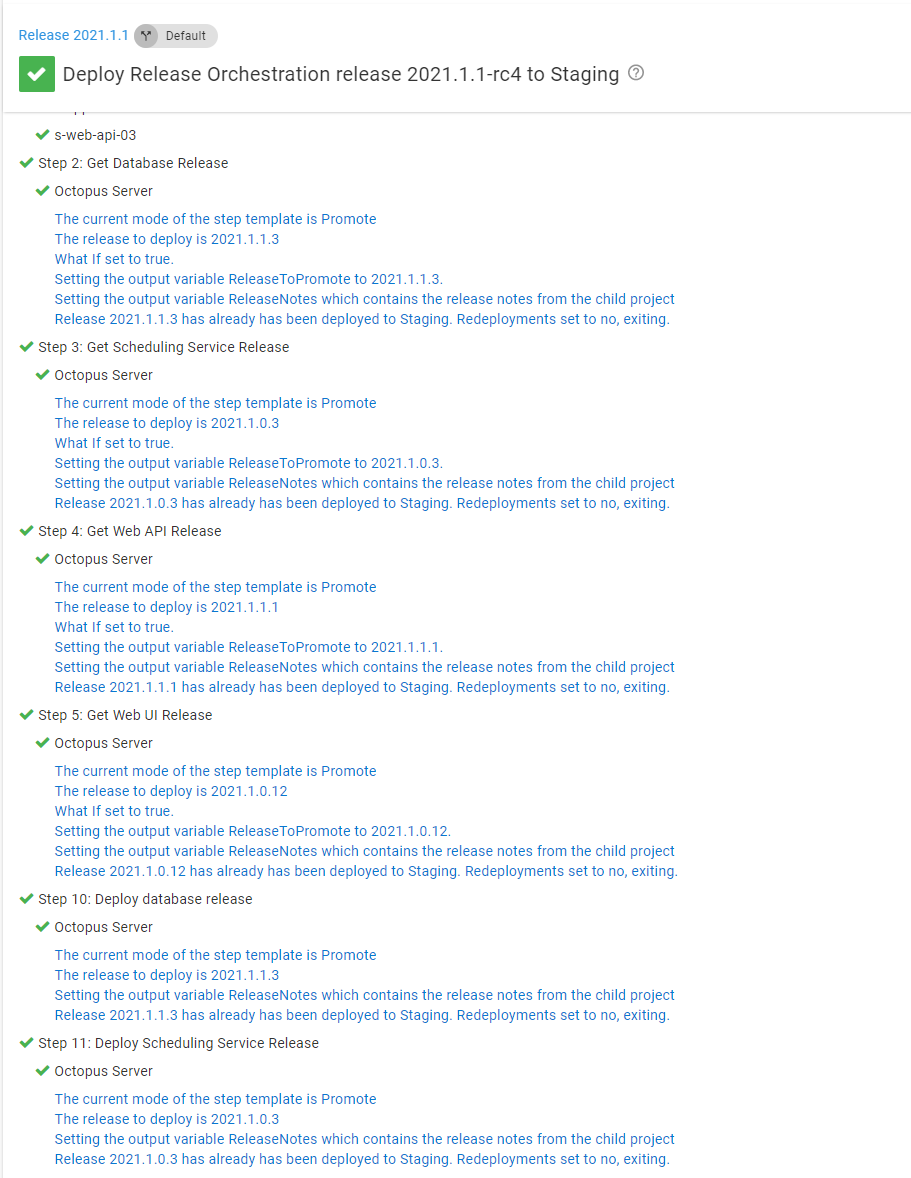 Release 2021.1.1 Default
Deploy Release Orchestration release 2021.1.1-rc4 to Staging
s-web-api-03
Step 2: Get Database Release
Octopus Server
The current mode of the step template is Promote
The release to deploy is 2021.1.1.3
What If set to true.
Setting the output variable ReleaseToPromote to 2021.1.1.3.
Setting the output variable ReleaseNotes which contains the release notes from the child project
Release 2021.1.1.3 has already has been deployed to Staging. Redeployments set to no, exiting.
Step 3: Get Scheduling Service Release
Octopus Server
The current mode of the step template is Promote
The release to deploy is 2021.1.0.3
What If set to true.
Setting the output variable ReleaseToPromote to 2021.1.0.3.
Setting the output variable ReleaseNotes which contains the release notes from the child project
Release 2021.1.0.3 has already has been deployed to Staging. Redeployments set to no, exiting.
Step 4: Get Web API Release
Octopus Server
The current mode of the step template is Promote
The release to deploy is 2021.1.1.1
What If set to true.
Setting the output variable ReleaseToPromote to 2021.1.1.1.
Setting the output variable ReleaseNotes which contains the release notes from the child project
Release 2021.1.1.1 has already has been deployed to Staging. Redeployments set to no, exiting.
Step 5: Get Web UI Release
Octopus Server
The current mode of the step template is Promote
The release to deploy is 2021.1.0.12
What If set to true.
Setting the output variable ReleaseToPromote to 2021.1.0.12.
Setting the output variable ReleaseNotes which contains the release notes from the child project
Release 2021.1.0.12 has already has been deployed to Staging. Redeployments set to no, exiting.
Step 10: Deploy database release
Octopus Server
The current mode of the step template is Promote
The release to deploy is 2021.1.1.3
Setting the output variable ReleaseNotes which contains the release notes from the child project
Release 2021.1.1.3 has already has been deployed to Staging. Redeployments set to no, exiting.
Step 11: Deploy Scheduling Service Release
Octopus Server
The current mode of the step template is Promote
The release to deploy is 2021.1.0.3
Setting the output variable ReleaseNotes which contains the release notes from the child project
Release 2021.1.0.3 has already has been deployed to Staging. Redeployments set to no, exiting.